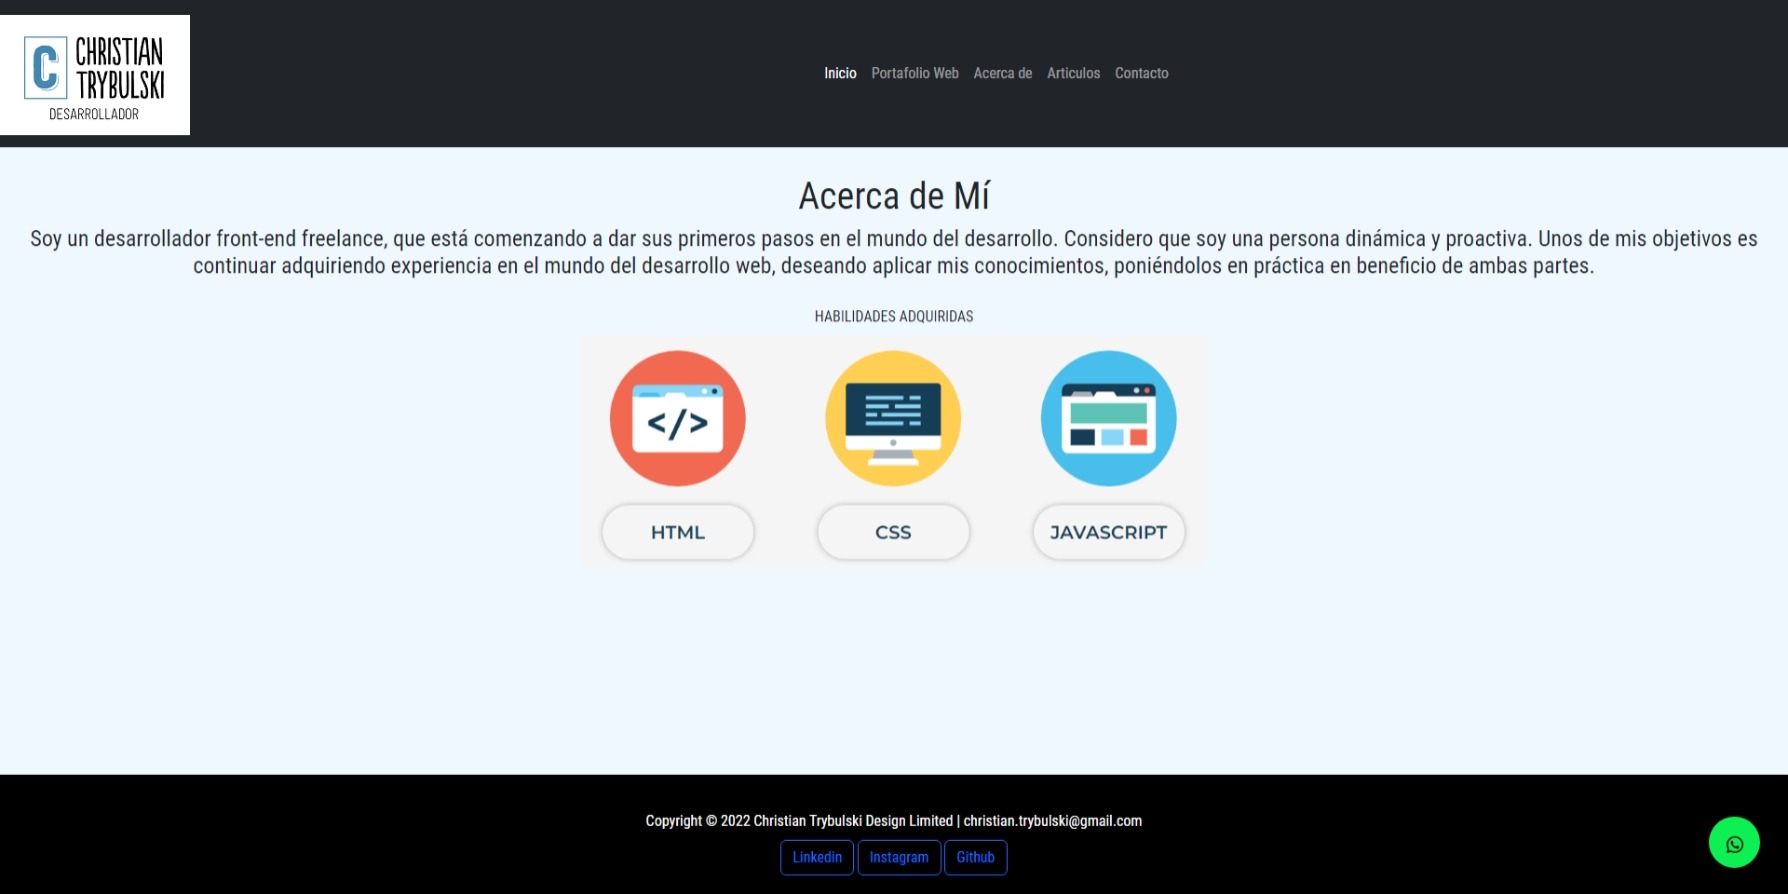 C CHRISTIAN
TRYBULSKI
DESARROLLADOR
Inicio Portafolio Web Acerca de Articulos Contacto
Acerca de Mí
Soy un desarrollador front-end freelance, que está comenzando a dar sus primeros pasos en el mundo del desarrollo. Considero que soy una persona dinámica y proactiva. Unos de mis objetivos es
continuar adquiriendo experiencia en el mundo del desarrollo web, deseando aplicar mis conocimientos, poniéndolos en práctica en beneficio de ambas partes.
HABILIDADES ADQUIRIDAS
</>
HTML CSS JAVASCRIPT
Copyright © 2022 Christian Trybulski Design Limited | christian.trybulski@gmail.com
Linkedin Instagram Github